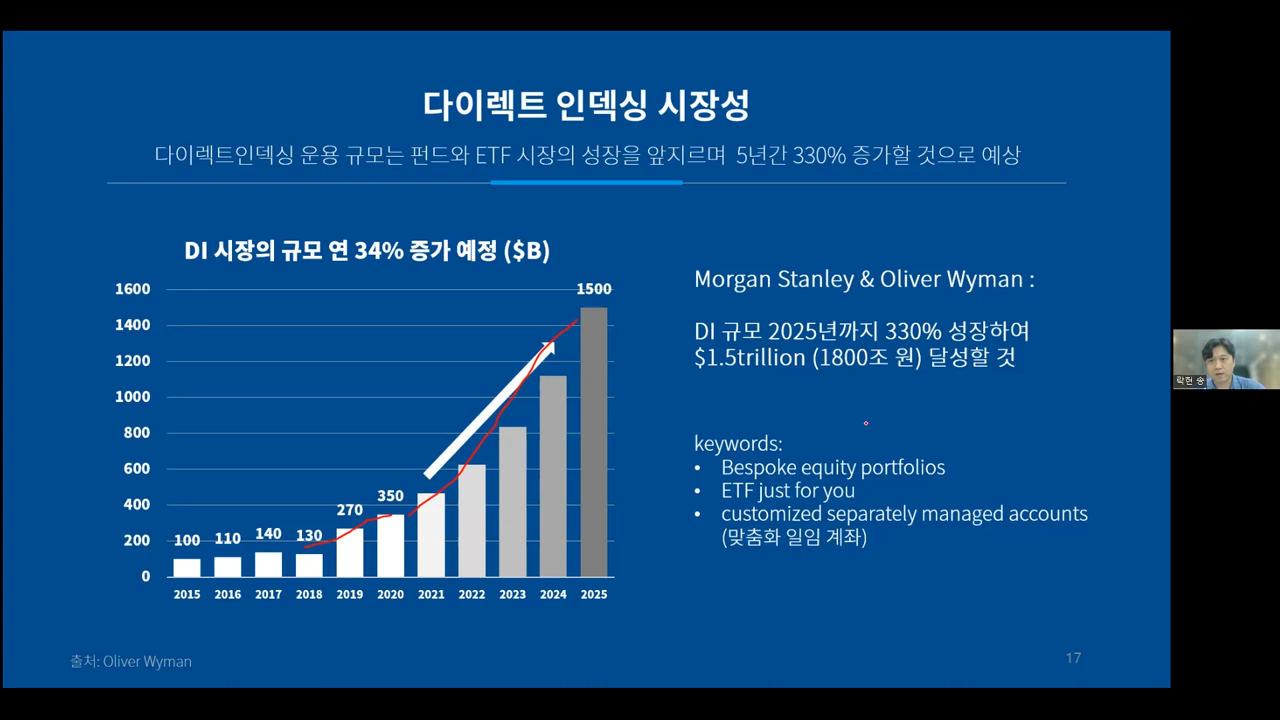 다이렉트 인덱싱 시장성
다이렉트인덱싱 운용 규모는 펀드와 ETF 시장의 성장을 앞지르며 5년간 330% 증가할 것으로 예상
DI 시장의 규모 연 34% 증가 예정 ($B)
1600
1400
1200
1000
800
600
400
200
0
100
110
140
130
270
350
1500
2015 2016 2017 2018 2019 2020 2021 2022 2023 2024 2025
Morgan Stanley & Oliver Wyman :
DI 규모 2025년까지 330% 성장하여
$1.5trillion (1800조 원) 달성할 것
keywords:
• Bespoke equity portfolios
• ETF just for you
• customized separately managed accounts
(맞춤화 일임 계좌)
락현 송
출처: Oliver Wyman
17